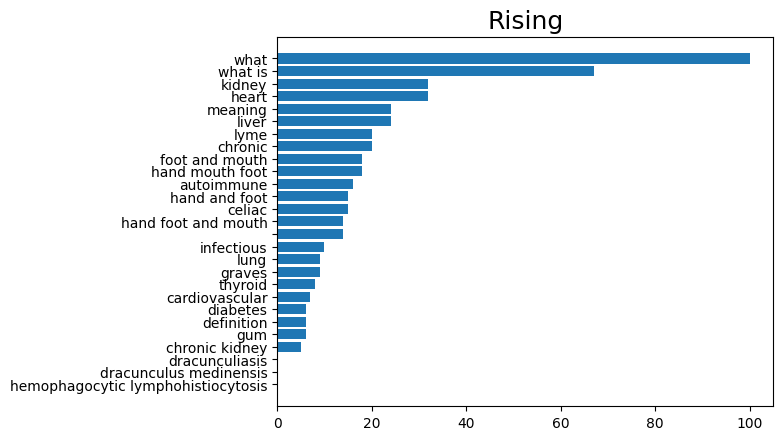 Rising
what
what is
kidney
heart
meaning
liver
lyme
chronic
foot and mouth
hand mouth foot
autoimmune
hand and foot
celiac
hand foot and mouth
infectious
lung
graves
thyroid
cardiovascular
diabetes
definition
gum
chronic kidney
dracunculiasis
dracunculus medinensis
hemophagocytic lymphohistiocytosis
0 20 40 60 80 100